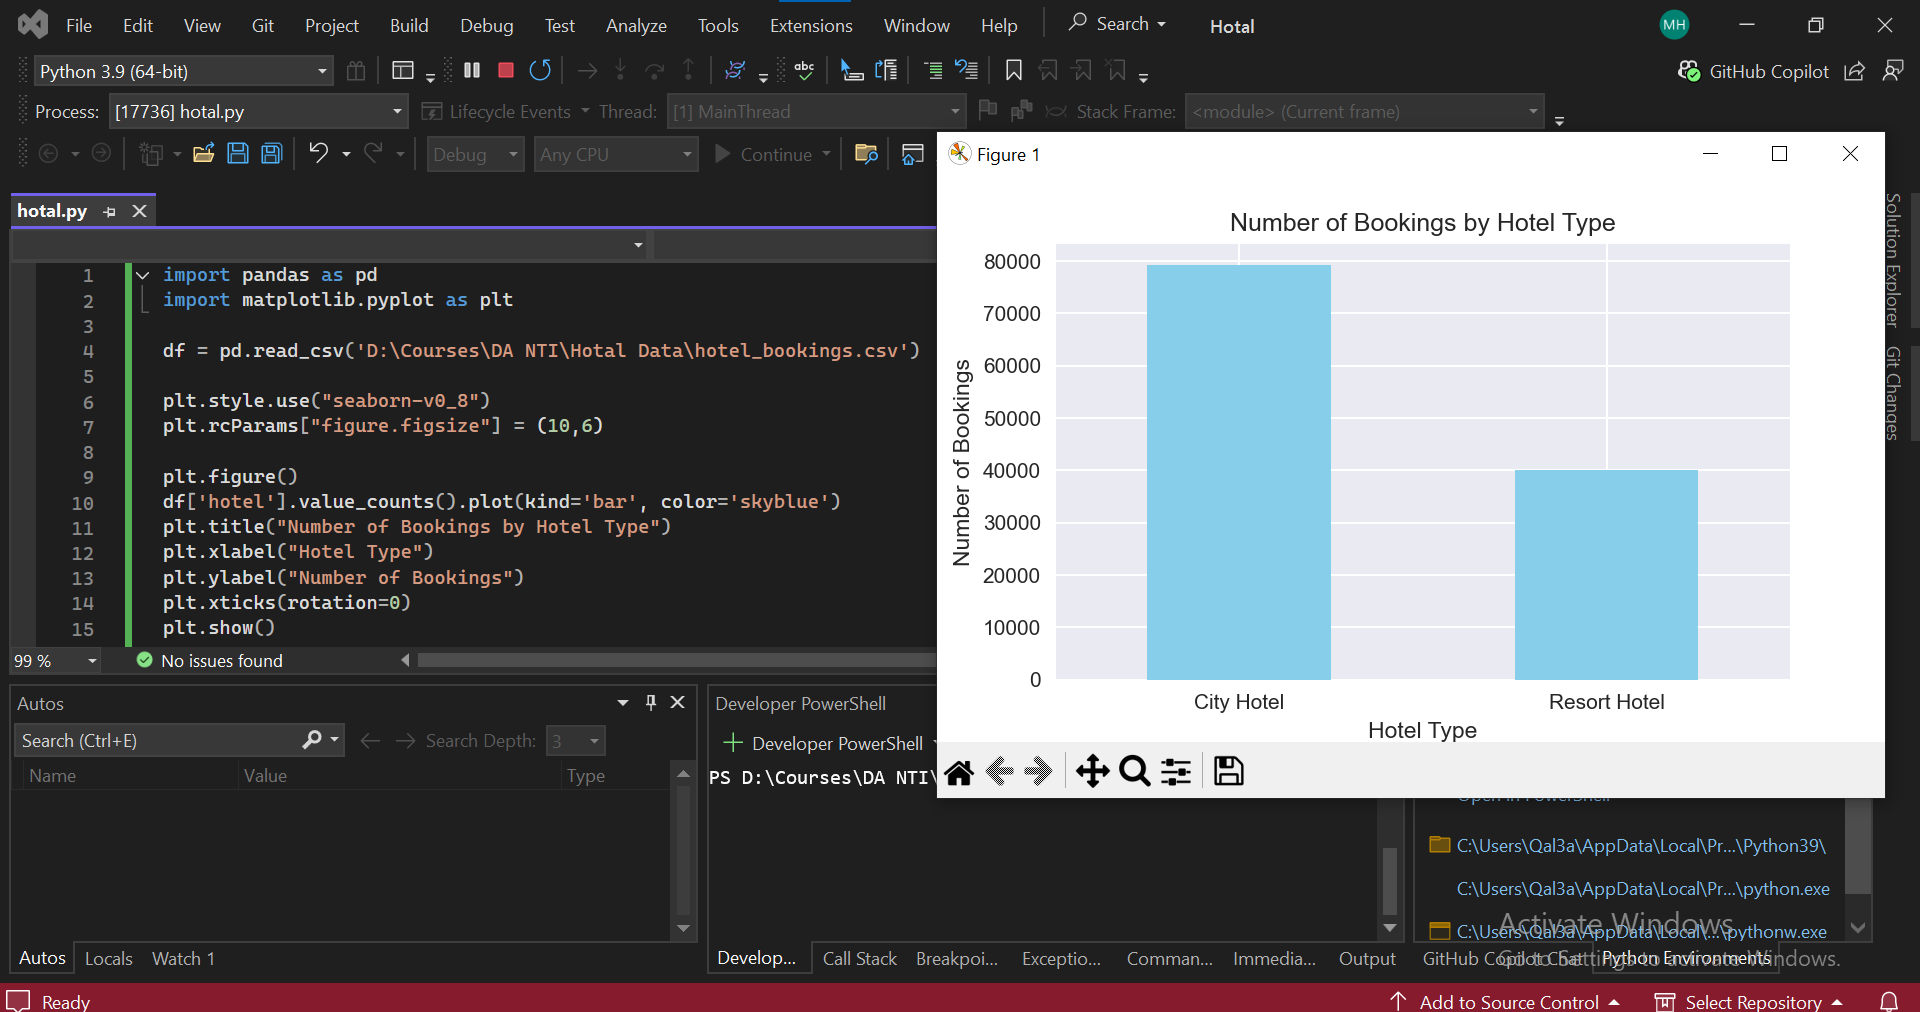 File Edit View Git Project Build Debug Test Analyze Tools Extensions Window Help Search Hotal MH
Python 3.9 (64-bit) abc GitHub Copilot
Process: [17736] hotal.py Lifecycle Events Thread: [1] MainThread Stack Frame: <module> (Current frame)
Debug Any CPU Continue
hotal.py
1 import pandas as pd
2 import matplotlib.pyplot as plt
3
4 df = pd.read_csv('D:\Courses\DA NTI\Hotal Data\hotel_bookings.csv')
5
6 plt.style.use("seaborn-v0_8")
7 plt.rcParams["figure.figsize"] = (10,6)
8
9 plt.figure()
10 df['hotel'].value_counts().plot(kind='bar', color='skyblue')
11 plt.title("Number of Bookings by Hotel Type")
12 plt.xlabel("Hotel Type")
13 plt.ylabel("Number of Bookings")
14 plt.xticks(rotation=0)
15 plt.show()
99 % No issues found
Figure 1
Number of Bookings by Hotel Type
Number of Bookings
80000
70000
60000
50000
40000
30000
20000
10000
0
City Hotel Resort Hotel
Hotel Type
Solution Explorer
Git Changes
Autos
Search (Ctrl+E) Search Depth: 3
Name Value Type
Autos Locals Watch 1
Developer PowerShell
Developer PowerShell
PS D:\Courses\DA NTI\
Open in PowerShell
C:\Users\Qal3a\AppData\Local\Pr...\Python39\
C:\Users\Qal3a\AppData\Local\Pr...\python.exe
C:\Users\Qal3a\AppData\Local\...\pythonw.exe
Activate Windows
Go to Settings to activate Windows.
Develop... Call Stack Breakpoi... Exceptio... Comman... Immedia... Output GitHub Copilot Chat Python Environments
Ready Add to Source Control Select Repository